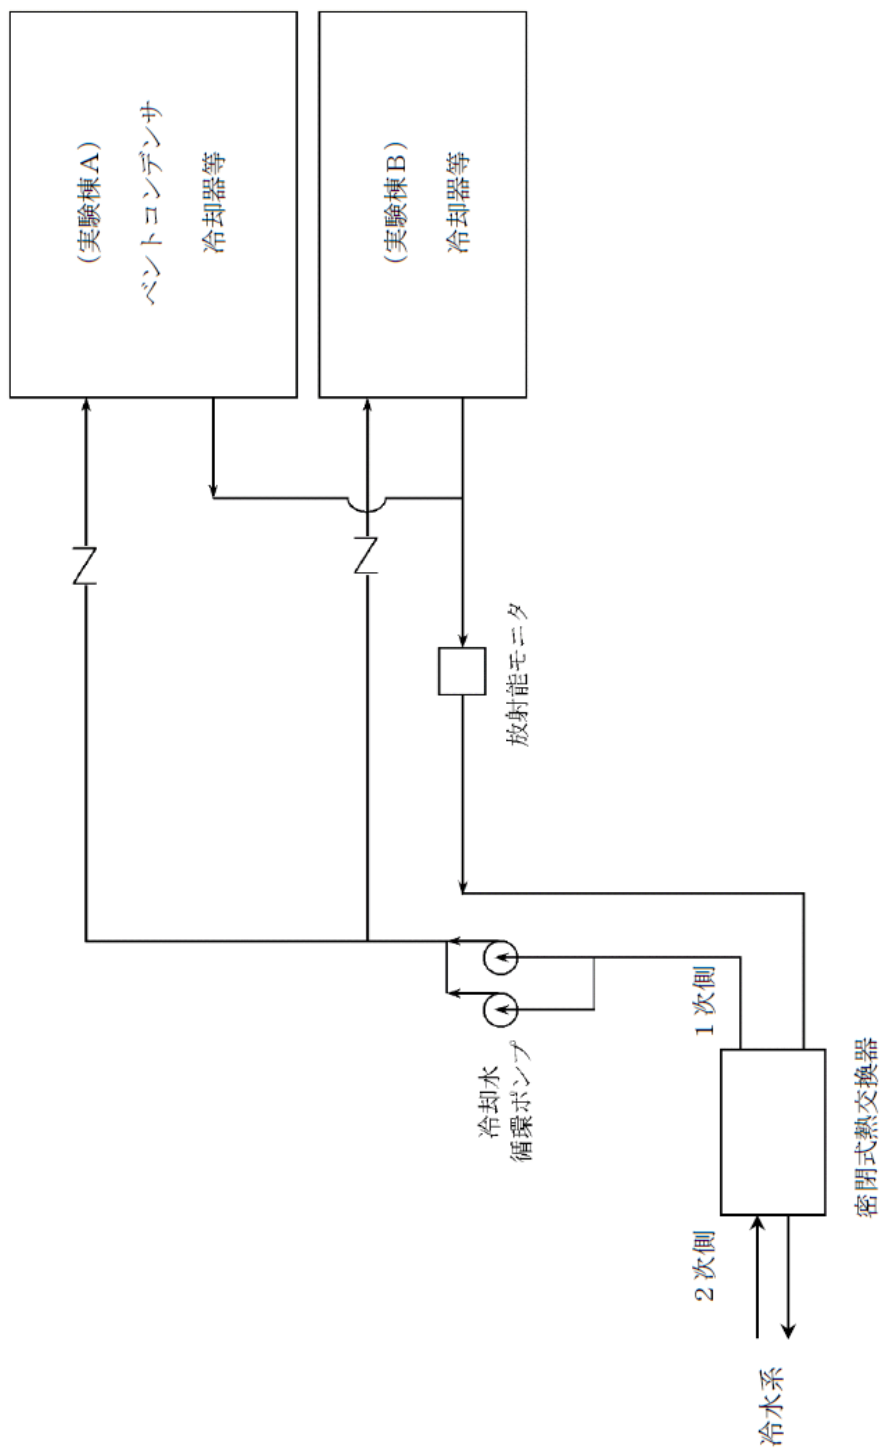 (実験棟A)
ベントコンデンサ
冷却器等
(実験棟B)
冷却器等
放射能モニタ
冷却水
循環ポンプ
1次側
2次側
密閉式熱交換器
冷水系